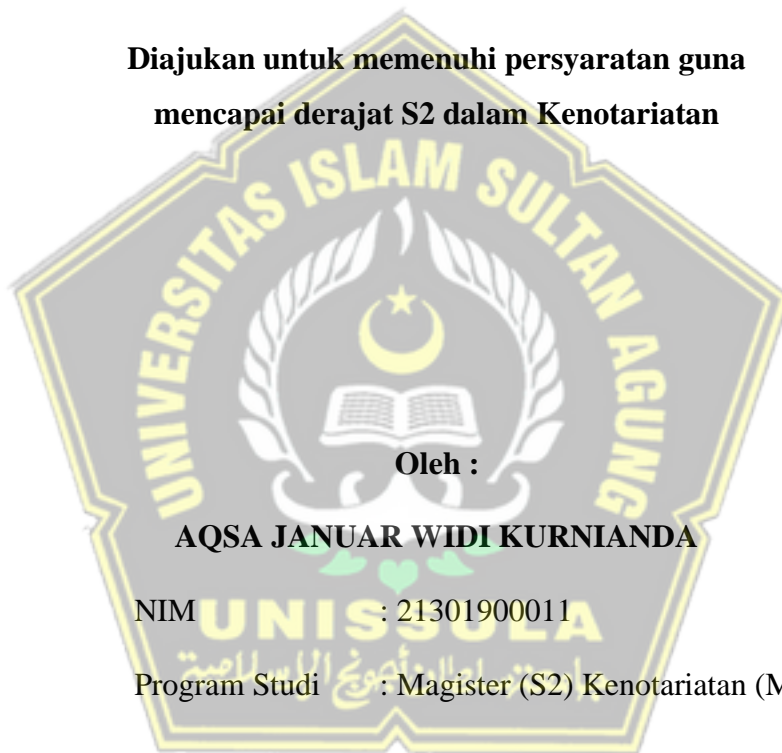 Diajukan untuk memenuhi persyaratan guna
mencapai derajat S2 dalam Kenotariatan
UNIVERSITAS ISLAM SULTAN AGUNG
Oleh :
AQSA JANUAR WIDI KURNIANDA
NIM : 21301900011
UNISSULA
Program Studi : Magister (S2) Kenotariatan (M